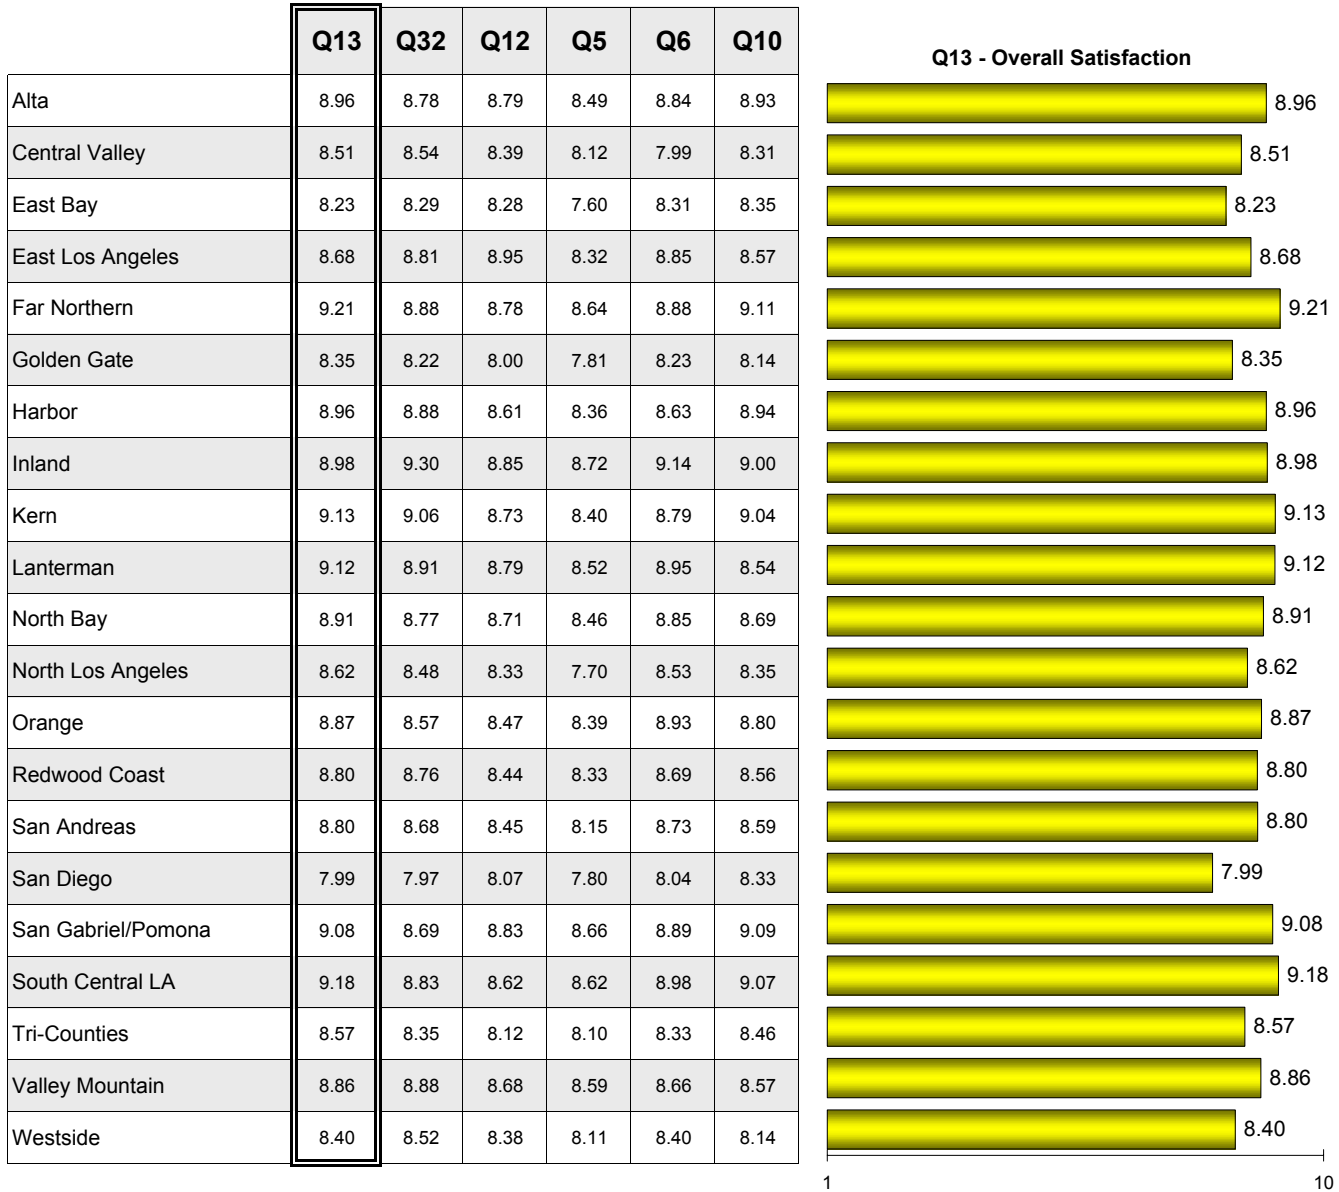 Q13 Q32 Q12 Q5 Q6 Q10
Alta 8.96 8.78 8.79 8.49 8.84 8.93
Central Valley 8.51 8.54 8.39 8.12 7.99 8.31
East Bay 8.23 8.29 8.28 7.60 8.31 8.35
East Los Angeles 8.68 8.81 8.95 8.32 8.85 8.57
Far Northern 9.21 8.88 8.78 8.64 8.88 9.11
Golden Gate 8.35 8.22 8.00 7.81 8.23 8.14
Harbor 8.96 8.88 8.61 8.36 8.63 8.94
Inland 8.98 9.30 8.85 8.72 9.14 9.00
Kern 9.13 9.06 8.73 8.40 8.79 9.04
Lanterman 9.12 8.91 8.79 8.52 8.95 8.54
North Bay 8.91 8.77 8.71 8.46 8.85 8.69
North Los Angeles 8.62 8.48 8.33 7.70 8.53 8.35
Orange 8.87 8.57 8.47 8.39 8.93 8.80
Redwood Coast 8.80 8.76 8.44 8.33 8.69 8.56
San Andreas 8.80 8.68 8.45 8.15 8.73 8.59
San Diego 7.99 7.97 8.07 7.80 8.04 8.33
San Gabriel/Pomona 9.08 8.69 8.83 8.66 8.89 9.09
South Central LA 9.18 8.83 8.62 8.62 8.98 9.07
Tri-Counties 8.57 8.35 8.12 8.10 8.33 8.46
Valley Mountain 8.86 8.88 8.68 8.59 8.66 8.57
Westside 8.40 8.52 8.38 8.11 8.40 8.14
Q13 - Overall Satisfaction
8.96
8.51
8.23
8.68
9.21
8.35
8.96
8.98
9.13
9.12
8.91
8.62
8.87
8.80
8.80
7.99
9.08
9.18
8.57
8.86
8.40
1 10